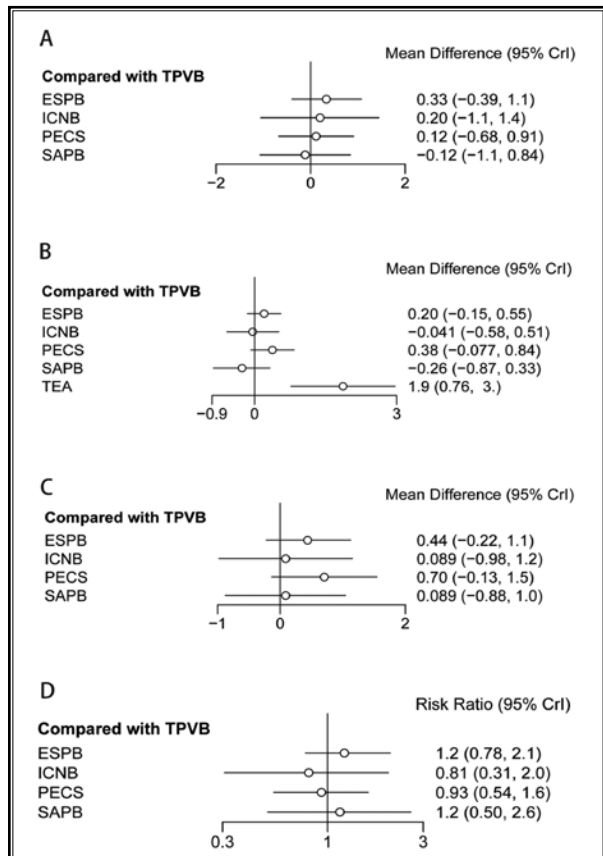 A
Mean Difference (95% CrI)
Compared with TPVB
ESPB 0.33 (−0.39, 1.1)
ICNB 0.20 (−1.1, 1.4)
PECS 0.12 (−0.68, 0.91)
SAPB −0.12 (−1.1, 0.84)
−2 0 2
B
Mean Difference (95% CrI)
Compared with TPVB
ESPB 0.20 (−0.15, 0.55)
ICNB −0.041 (−0.58, 0.51)
PECS 0.38 (−0.077, 0.84)
SAPB −0.26 (−0.87, 0.33)
TEA 1.9 (0.76, 3.)
−0.9 0 3
C
Mean Difference (95% CrI)
Compared with TPVB
ESPB 0.44 (−0.22, 1.1)
ICNB 0.089 (−0.98, 1.2)
PECS 0.70 (−0.13, 1.5)
SAPB 0.089 (−0.88, 1.0)
−1 0 2
D
Risk Ratio (95% CrI)
Compared with TPVB
ESPB 1.2 (0.78, 2.1)
ICNB 0.81 (0.31, 2.0)
PECS 0.93 (0.54, 1.6)
SAPB 1.2 (0.50, 2.6)
0.3 1 3